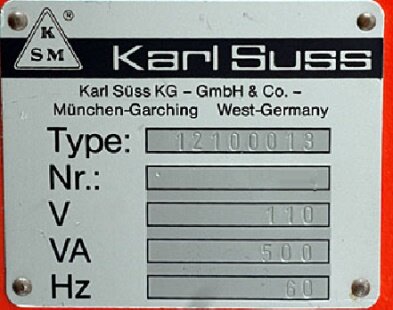 K
SM®
Karl Suss
Karl Süss KG – GmbH & Co. –
München-Garching West-Germany
Type: 12100013
Nr.:
V 110
VA 500
Hz 60